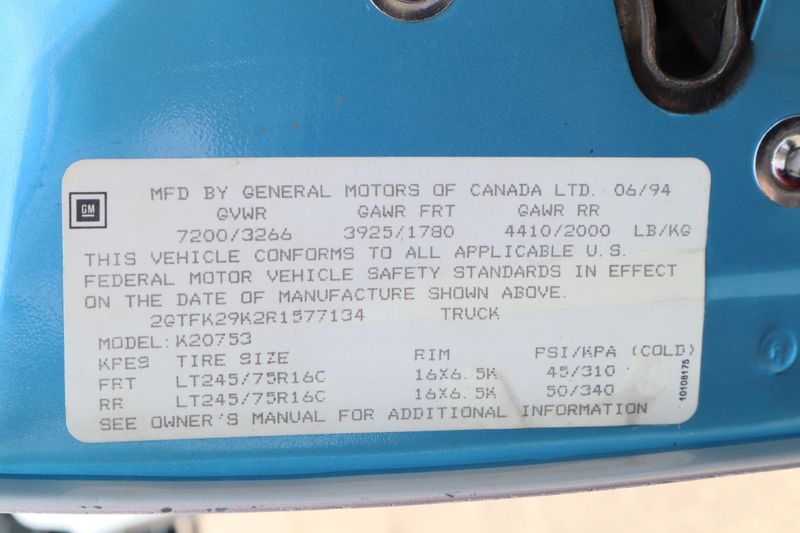 GM
MFD BY GENERAL MOTORS OF CANADA LTD. 06/94
GVWR GAWR FRT GAWR RR
7200/3266 3925/1780 4410/2000 LB/KG
THIS VEHICLE CONFORMS TO ALL APPLICABLE U.S.
FEDERAL MOTOR VEHICLE SAFETY STANDARDS IN EFFECT
ON THE DATE OF MANUFACTURE SHOWN ABOVE.
2GTFK29K2R1577134 TRUCK
MODEL: K20753
KPES TIRE SIZE RIM PSI/KPA (COLD)
FRT LT245/75R16C 16X6.5K 45/310
RR LT245/75R16C 16X6.5K 50/340
SEE OWNER'S MANUAL FOR ADDITIONAL INFORMATION
10108175